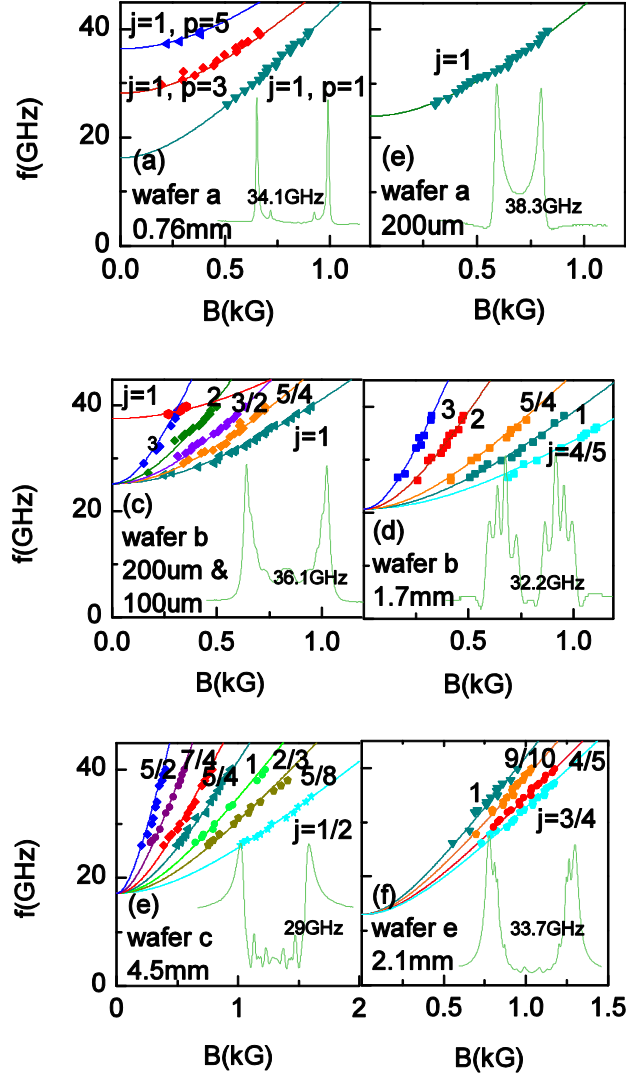 f(GHz)
40
20
0
j=1, p=5
j=1, p=3
j=1, p=1
(a)
wafer a
0.76mm
34.1GHz
0.0
0.5
1.0
B(kG)
j=1
(e)
wafer a
200um
38.3GHz
0.5
1.0
B(kG)
f(GHz)
40
20
0
j=1
3
2
3/2
5/4
j=1
(c)
wafer b
200um &
100um
36.1GHz
0.0
0.5
1.0
B(kG)
3
2
5/4
1
j=4/5
(d)
wafer b
1.7mm
32.2GHz
0.5
1.0
B(kG)
f(GHz)
40
20
0
5/2
7/4
5/4
1
2/3
5/8
j=1/2
(e)
wafer c
4.5mm
29GHz
0
1
2
B(kG)
1
9/10
4/5
j=3/4
(f)
wafer e
2.1mm
33.7GHz
0.0
0.5
1.0
1.5
B(kG)